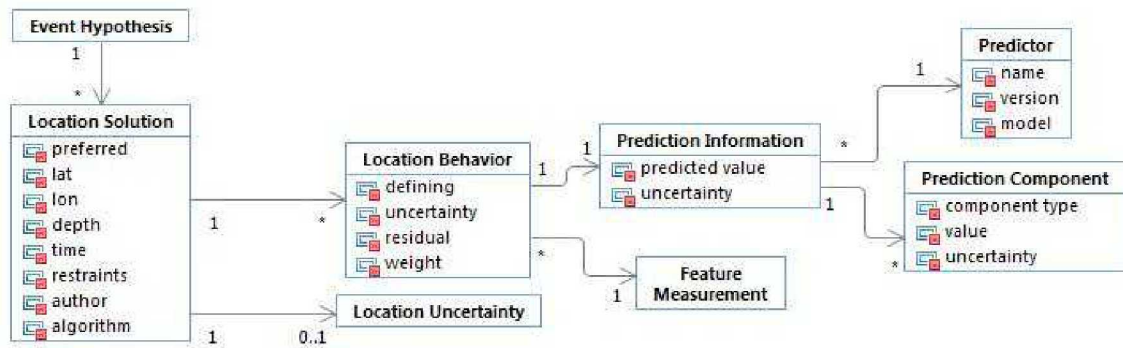 Event Hypothesis
1
*
Location Solution
preferred
lat
lon
depth
time
restraints
author
algorithm
1
*
1
0..1
Location Behavior
defining
uncertainty
residual
weight
Location Uncertainty
1
1
*
1
Prediction Information
predicted value
uncertainty
Feature
Measurement
*
1
1
*
Predictor
name
version
model
Prediction Component
component type
value
uncertainty